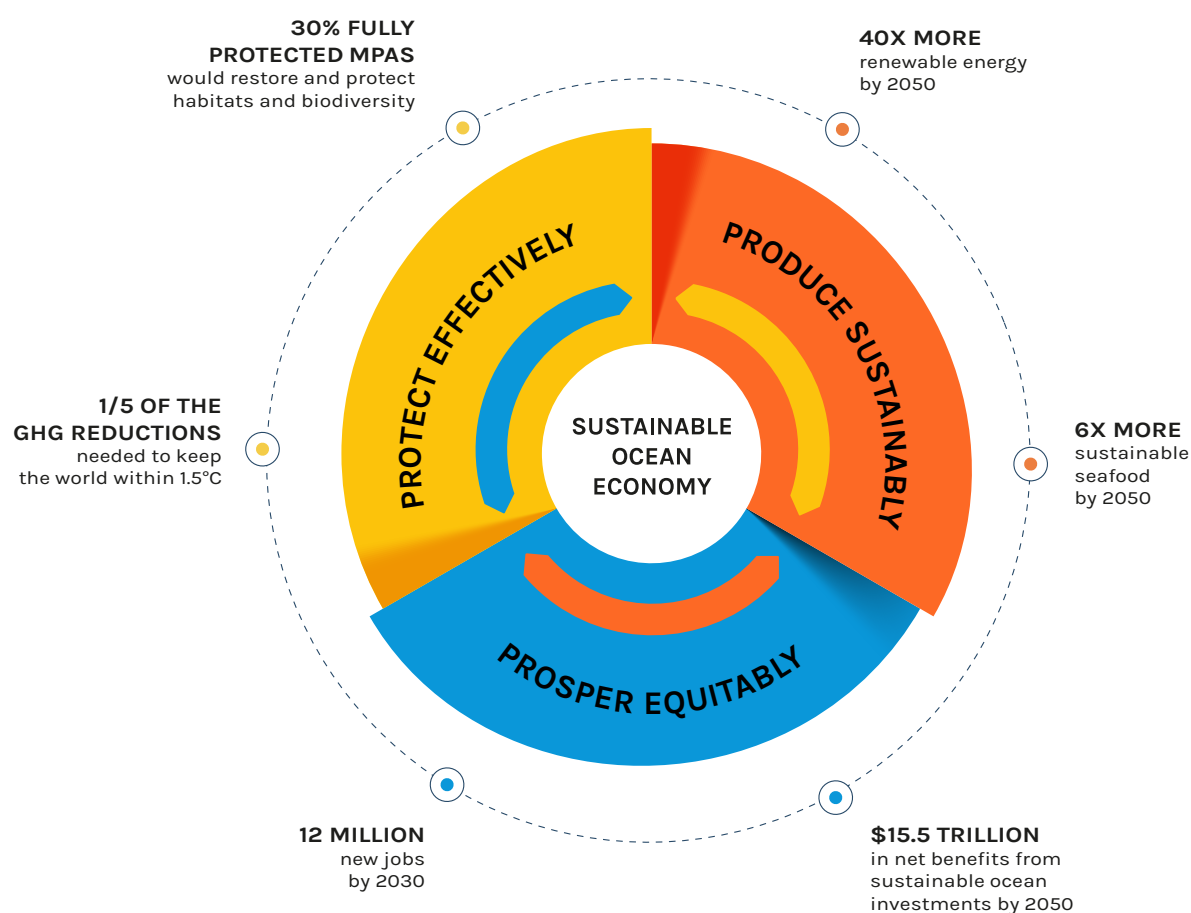 30% FULLY
PROTECTED MPAS
would restore and protect
habitats and biodiversity
40X MORE
renewable energy
by 2050
PROTECT EFFECTIVELY
PRODUCE SUSTAINABLY
1/5 OF THE
GHG REDUCTIONS
needed to keep
the world within 1.5°C
SUSTAINABLE
OCEAN
ECONOMY
6X MORE
sustainable
seafood
by 2050
PROSPER EQUITABLY
12 MILLION
new jobs
by 2030
$15.5 TRILLION
in net benefits from
sustainable ocean
investments by 2050